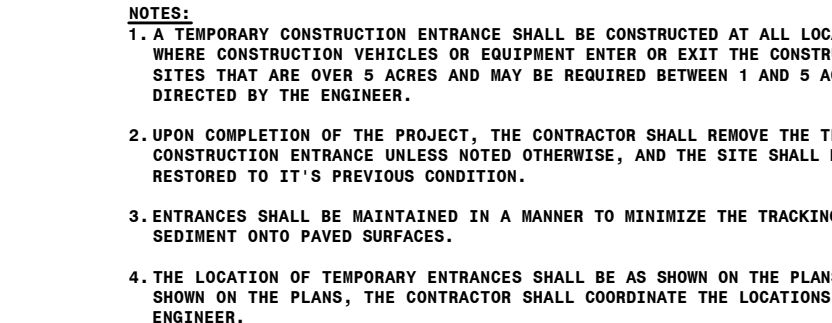 NOTES:
1. A TEMPORARY CONSTRUCTION ENTRANCE SHALL BE CONSTRUCTED AT ALL
WHERE CONSTRUCTION VEHICLES OR EQUIPMENT ENTER OR EXIT THE
SITES THAT ARE OVER 5 ACRES AND MAY BE REQUIRED BETWEEN 1 AND 5
DIRECTED BY THE ENGINEER.
2. UPON COMPLETION OF THE PROJECT, THE CONTRACTOR SHALL REMOVE THE
CONSTRUCTION ENTRANCE UNLESS NOTED OTHERWISE, AND THE SITE SHALL
RESTORED TO IT'S PREVIOUS CONDITION.
3. ENTRANCES SHALL BE MAINTAINED IN A MANNER TO MINIMIZE THE TRACKING
SEDIMENT ONTO PAVED SURFACES.
4. THE LOCATION OF TEMPORARY ENTRANCES SHALL BE AS SHOWN ON THE PLANS
SHOWN ON THE PLANS, THE CONTRACTOR SHALL COORDINATE THE LOCATIONS
ENGINEER.